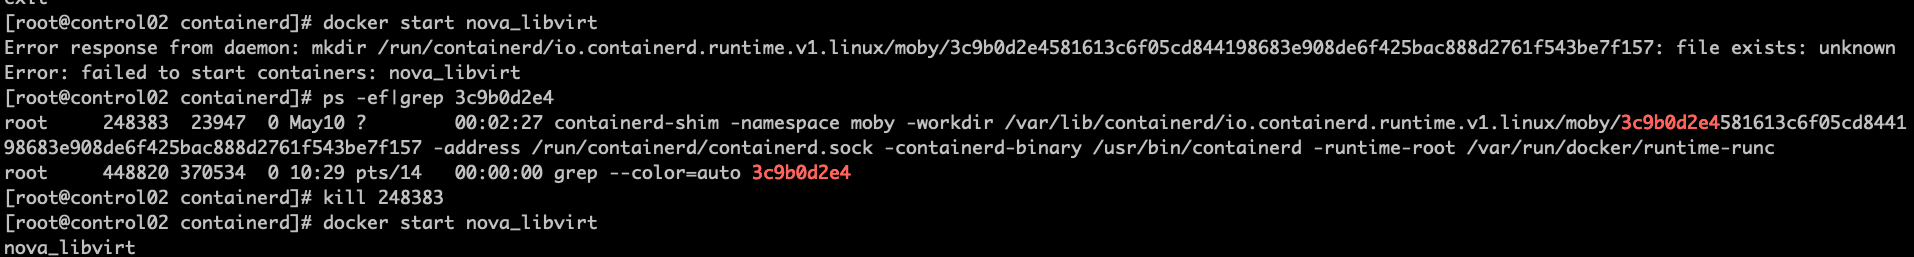 exit
[root@control02 containerd]# docker start nova_libvirt
Error response from daemon: mkdir /run/containerd/io.containerd.runtime.v1.linux/moby/3c9b0d2e4581613c6f05cd844198683e908de6f425bac888d2761f543be7f157: file exists: unknown
Error: failed to start containers: nova_libvirt
[root@control02 containerd]# ps -ef|grep 3c9b0d2e4
root     248383  23947  0 May10 ?        00:02:27 containerd-shim -namespace moby -workdir /var/lib/containerd/io.containerd.runtime.v1.linux/moby/3c9b0d2e4581613c6f05cd8441
98683e908de6f425bac888d2761f543be7f157 -address /run/containerd/containerd.sock -containerd-binary /usr/bin/containerd -runtime-root /var/run/docker/runtime-runc
root     448820 370534  0 10:29 pts/14   00:00:00 grep --color=auto 3c9b0d2e4
[root@control02 containerd]# kill 248383
[root@control02 containerd]# docker start nova_libvirt
nova_libvirt